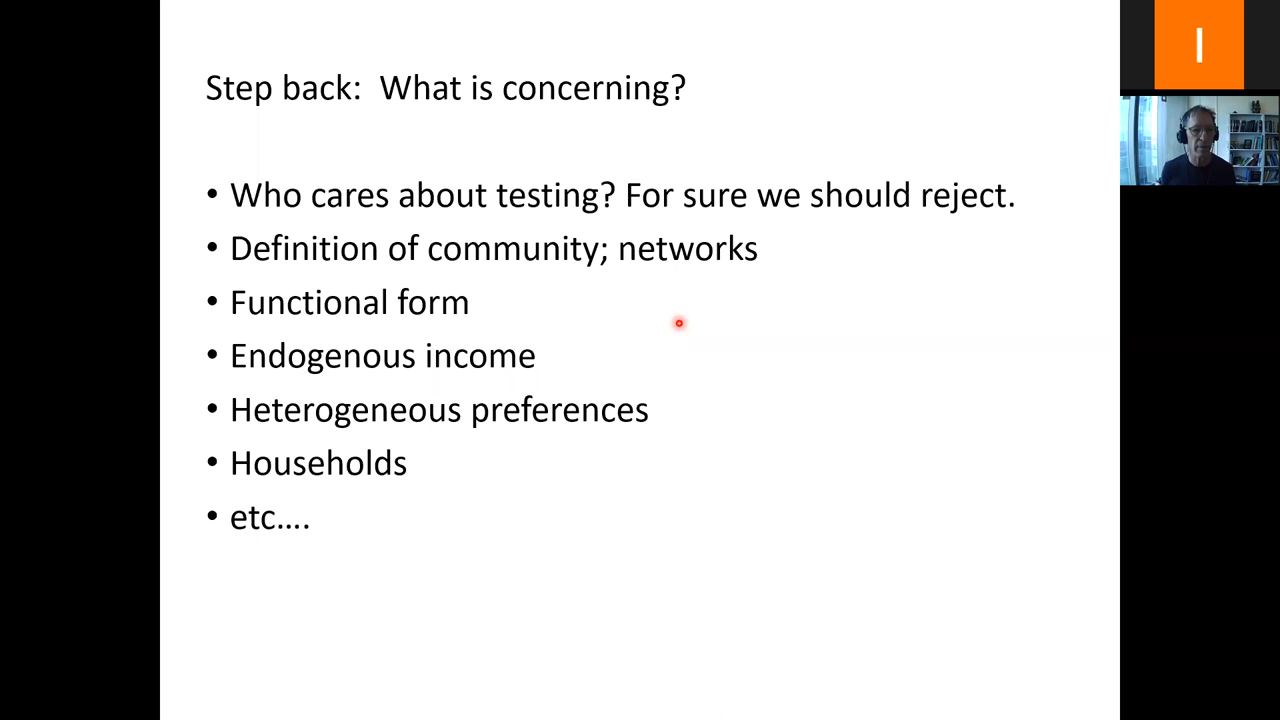 Step back:  What is concerning?
• Who cares about testing? For sure we should reject.
• Definition of community; networks
• Functional form
• Endogenous income
• Heterogeneous preferences
• Households
• etc….
I